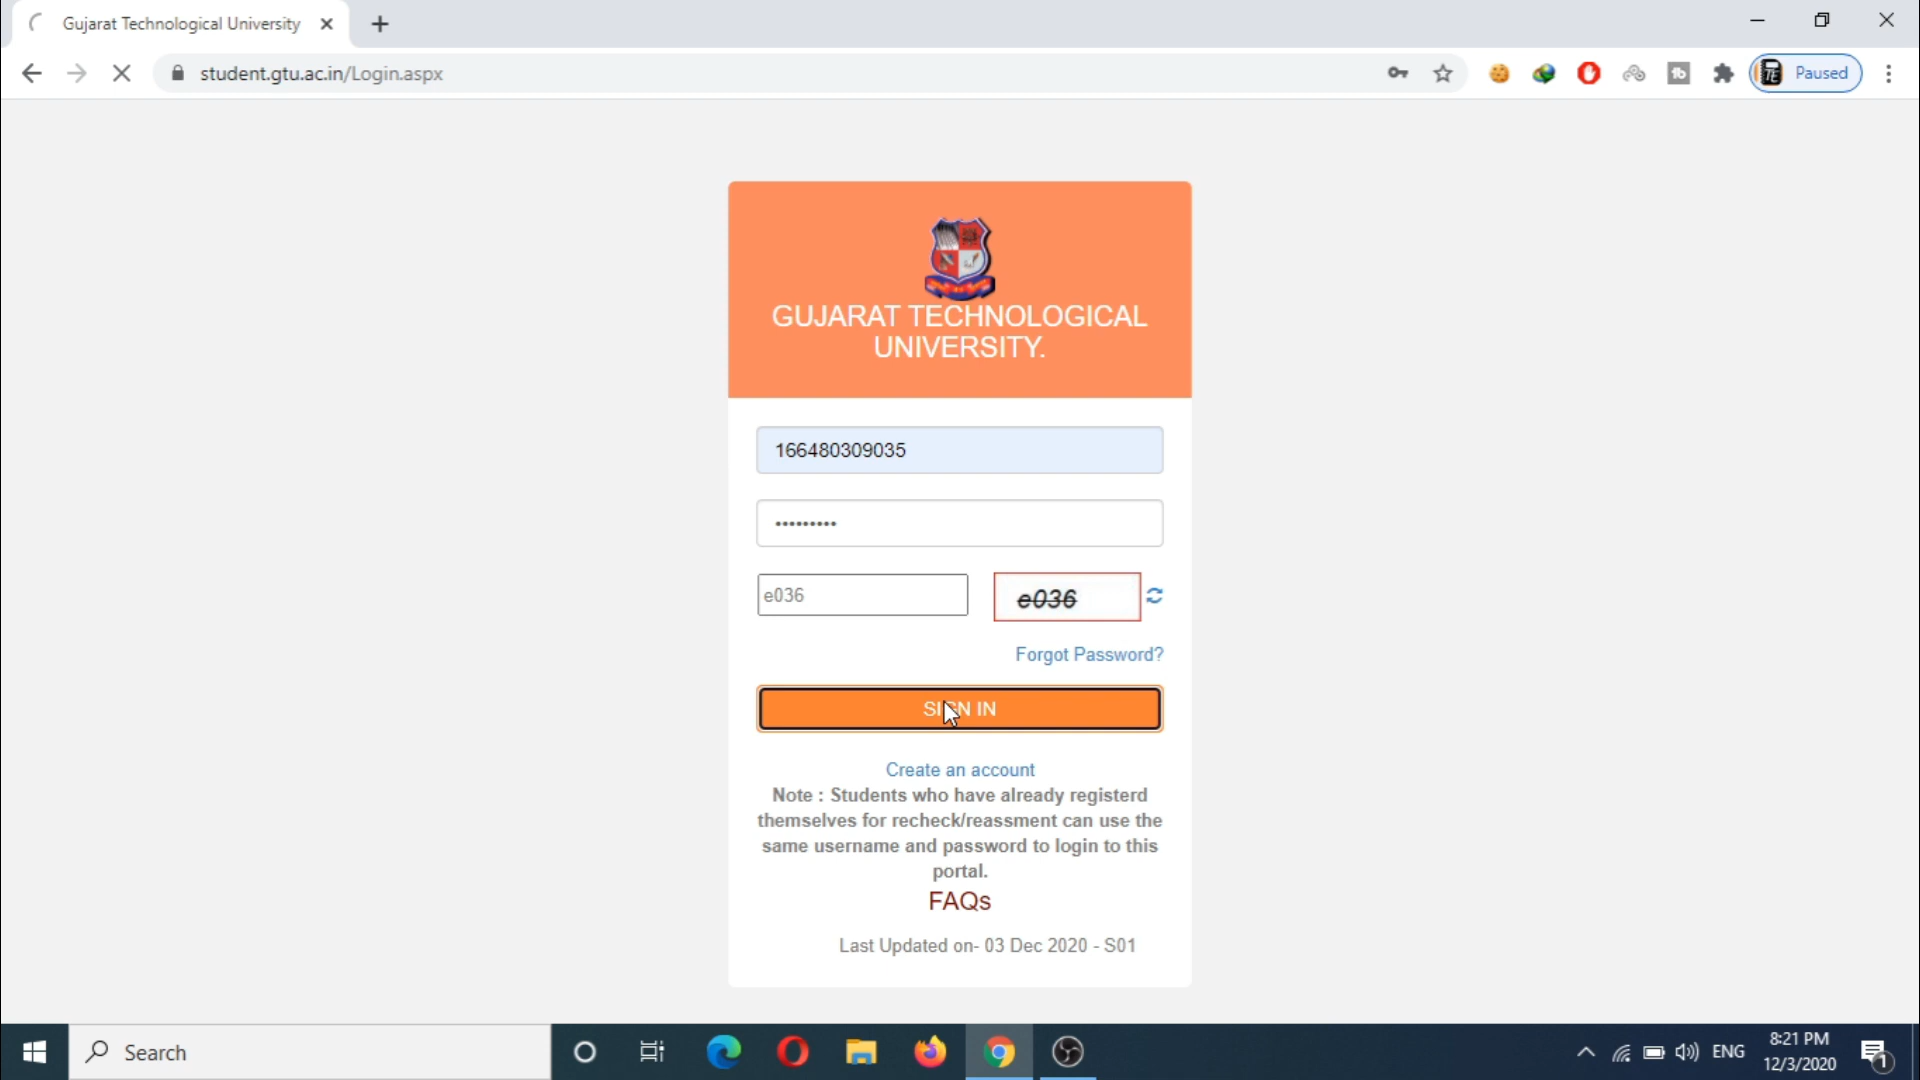 Gujarat Technological University
student.gtu.ac.in/Login.aspx
Paused
GUJARAT TECHNOLOGICAL
UNIVERSITY.
166480309035
•••••••••
e036
e036
Forgot Password?
SIGN IN
Create an account
Note : Students who have already registerd
themselves for recheck/reassment can use the
same username and password to login to this
portal.
FAQs
Last Updated on- 03 Dec 2020 - S01
Search
ENG
8:21 PM
12/3/2020
1